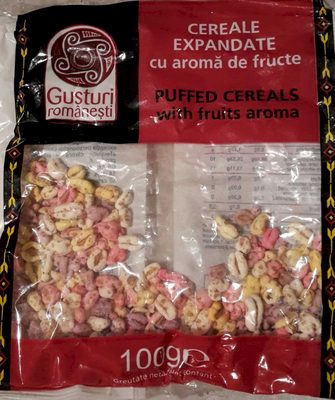 Gusturi
românești
CEREALE
EXPANDATE
cu aromă de fructe
PUFFED CEREALS
with fruits aroma
100g℮